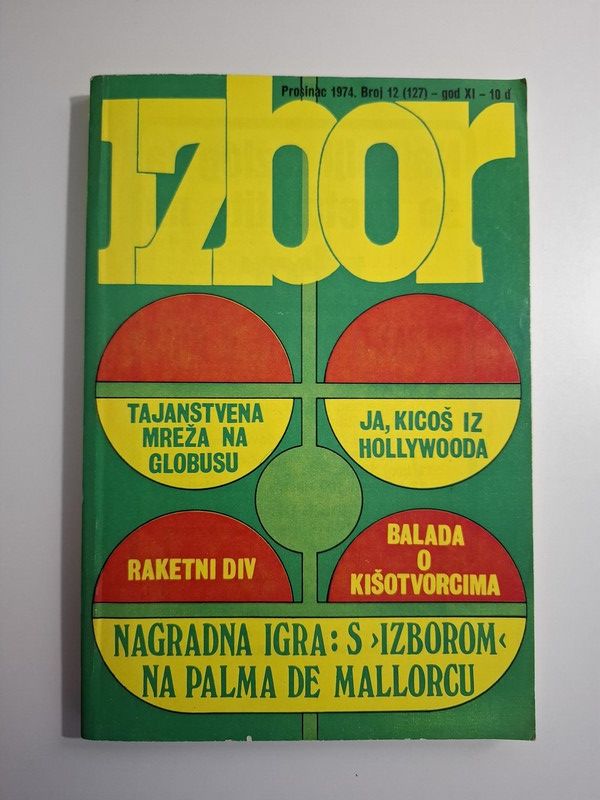 Prosinac 1974. Broj 12 (127) – god XI – 10 d
Izbor
TAJANSTVENA
MREŽA NA
GLOBUSU
JA, KICOŠ IZ
HOLLYWOODA
RAKETNI DIV
BALADA
O
KIŠOTVORCIMA
NAGRADNA IGRA: S ›IZBOROM‹
NA PALMA DE MALLORCU